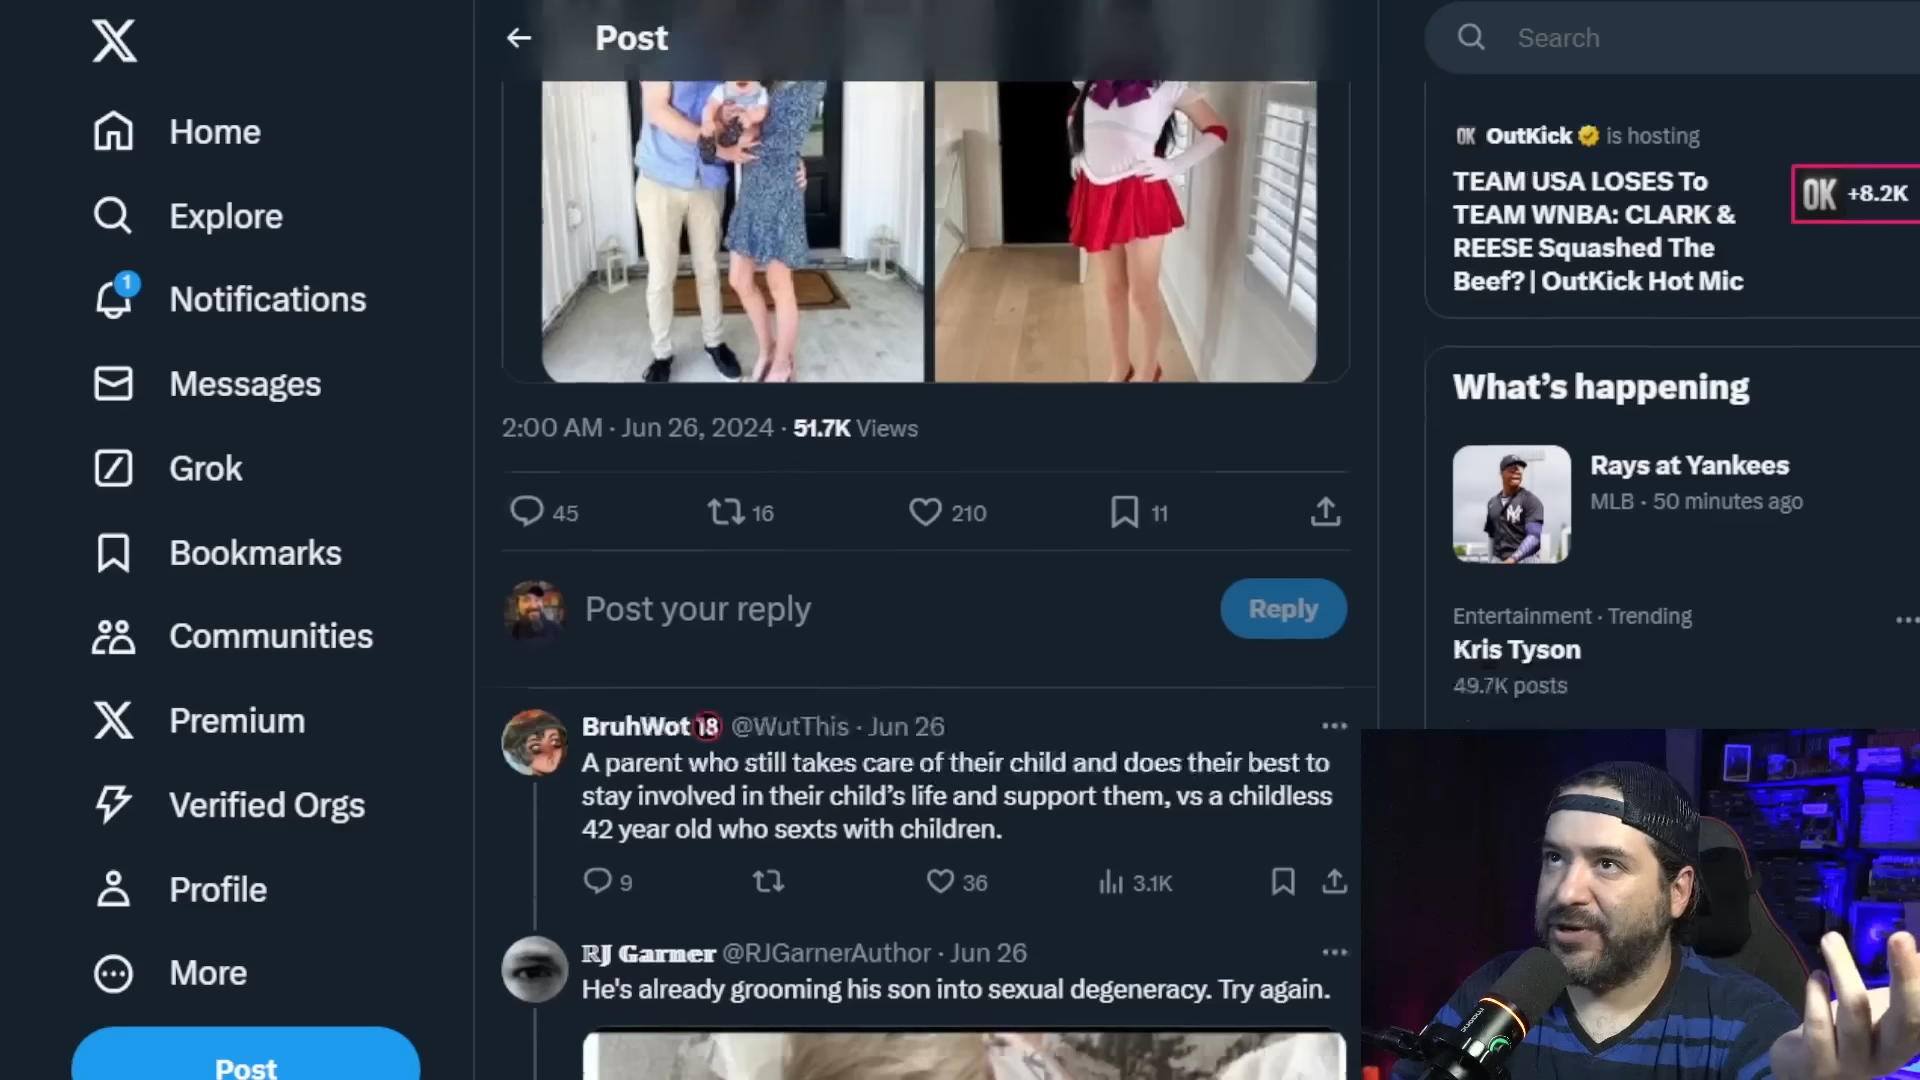 Post
Home
Explore
1
Notifications
Messages
Grok
Bookmarks
Communities
Premium
Verified Orgs
Profile
More
Post
2:00 AM · Jun 26, 2024 · 51.7K Views
45
16
210
11
Post your reply
Reply
BruhWot🔞 @WutThis · Jun 26
A parent who still takes care of their child and does their best to
stay involved in their child's life and support them, vs a childless
42 year old who sexts with children.
9
36
3.1K
ℝJ Garner @RJGarnerAuthor · Jun 26
He's already grooming his son into sexual degeneracy. Try again.
Search
OK OutKick is hosting
TEAM USA LOSES To
TEAM WNBA: CLARK &
REESE Squashed The
Beef? | OutKick Hot Mic
OK +8.2K
What's happening
Rays at Yankees
MLB · 50 minutes ago
Entertainment · Trending
Kris Tyson
49.7K posts